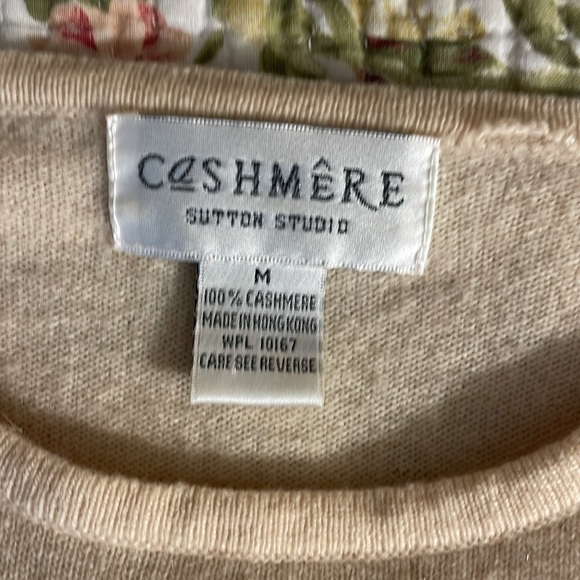 CaSHMÊRE
SUTTON STUDIO
M
100% CASHMERE
MADE IN HONG KONG
WPL 10167
CARE SEE REVERSE